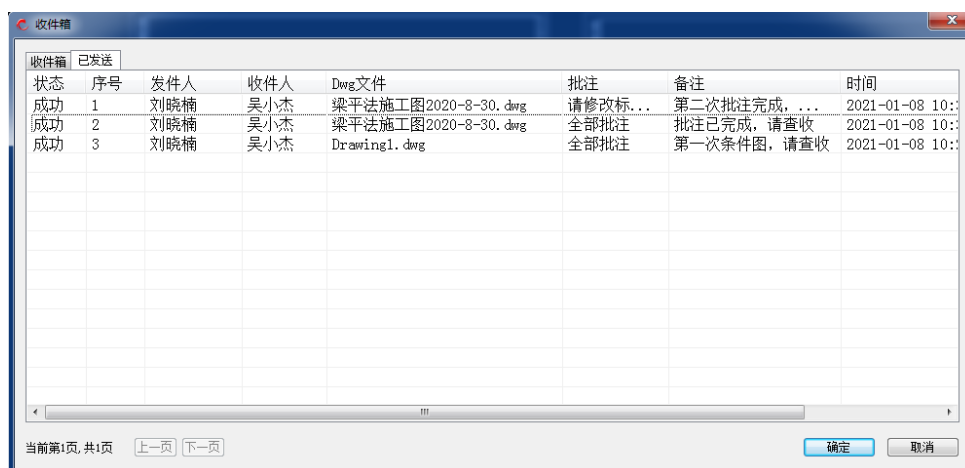 收件箱
收件箱 已发送
状态 序号 发件人 收件人 Dwg文件 批注 备注 时间
成功 1 刘晓楠 吴小杰 梁平法施工图2020-8-30.dwg 请修改标... 第二次批注完成, ... 2021-01-08 10:
成功 2 刘晓楠 吴小杰 梁平法施工图2020-8-30.dwg 全部批注 批注已完成，请查收 2021-01-08 10:
成功 3 刘晓楠 吴小杰 Drawing1.dwg 全部批注 第一次条件图，请查收 2021-01-08 10:
当前第1页,共1页 上一页 下一页 确定 取消